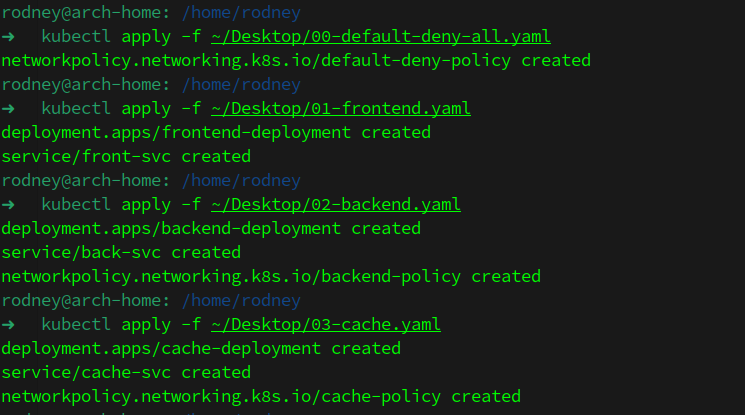 rodney@arch-home: /home/rodney
→ kubectl apply -f ~/Desktop/00-default-deny-all.yaml
networkpolicy.networking.k8s.io/default-deny-policy created
rodney@arch-home: /home/rodney
→ kubectl apply -f ~/Desktop/01-frontend.yaml
deployment.apps/frontend-deployment created
service/front-svc created
rodney@arch-home: /home/rodney
→ kubectl apply -f ~/Desktop/02-backend.yaml
deployment.apps/backend-deployment created
service/back-svc created
networkpolicy.networking.k8s.io/backend-policy created
rodney@arch-home: /home/rodney
→ kubectl apply -f ~/Desktop/03-cache.yaml
deployment.apps/cache-deployment created
service/cache-svc created
networkpolicy.networking.k8s.io/cache-policy created